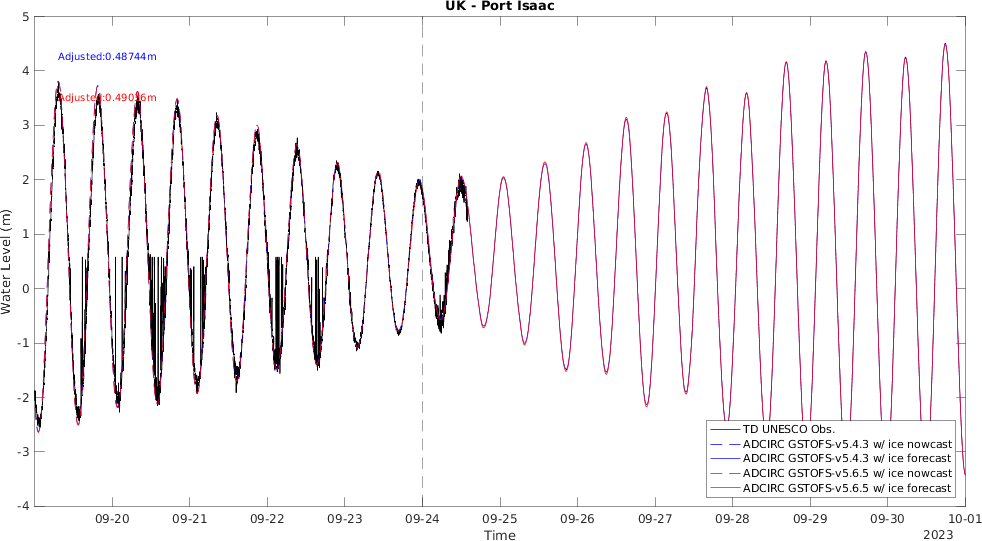 UK - Port Isaac
5
4
3
2
1
0
-1
-2
-3
-4
Water Level (m)
Adjusted:0.48744m
Adjusted:0.49036m
TD UNESCO Obs.
ADCIRC GSTOFS-v5.4.3 w/ ice nowcast
ADCIRC GSTOFS-v5.4.3 w/ ice forecast
ADCIRC GSTOFS-v5.6.5 w/ ice nowcast
ADCIRC GSTOFS-v5.6.5 w/ ice forecast
09-20 09-21 09-22 09-23 09-24 09-25 09-26 09-27 09-28 09-29 09-30 10-01
Time
2023